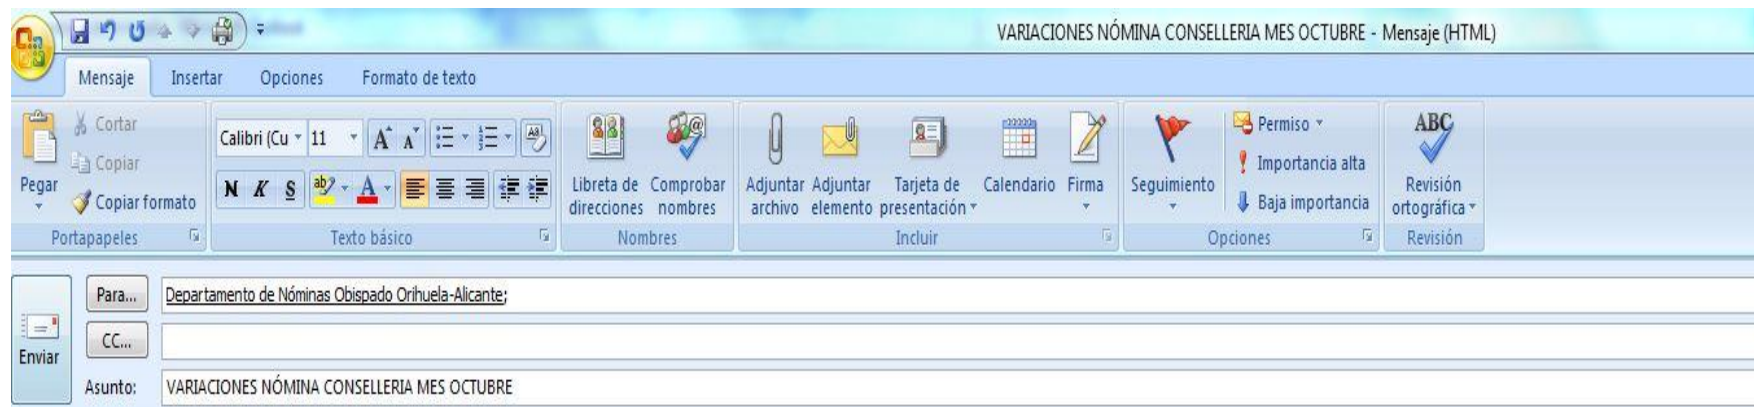 VARIACIONES NÓMINA CONSELLERIA MES OCTUBRE - Mensaje (HTML)
Mensaje Insertar Opciones Formato de texto
Pegar
Cortar
Copiar
Copiar formato
Portapapeles
Calibri (Cu 11 A A
N K S ab A
Texto básico
Libreta de direcciones
Comprobar nombres
Nombres
Adjuntar archivo
Adjuntar elemento
Tarjeta de presentación
Calendario
Firma
Incluir
Seguimiento
Permiso
Importancia alta
Baja importancia
Opciones
ABC
Revisión ortográfica
Revisión
Enviar
Para... Departamento de Nóminas Obispado Orihuela-Alicante;
CC...
Asunto: VARIACIONES NÓMINA CONSELLERIA MES OCTUBRE